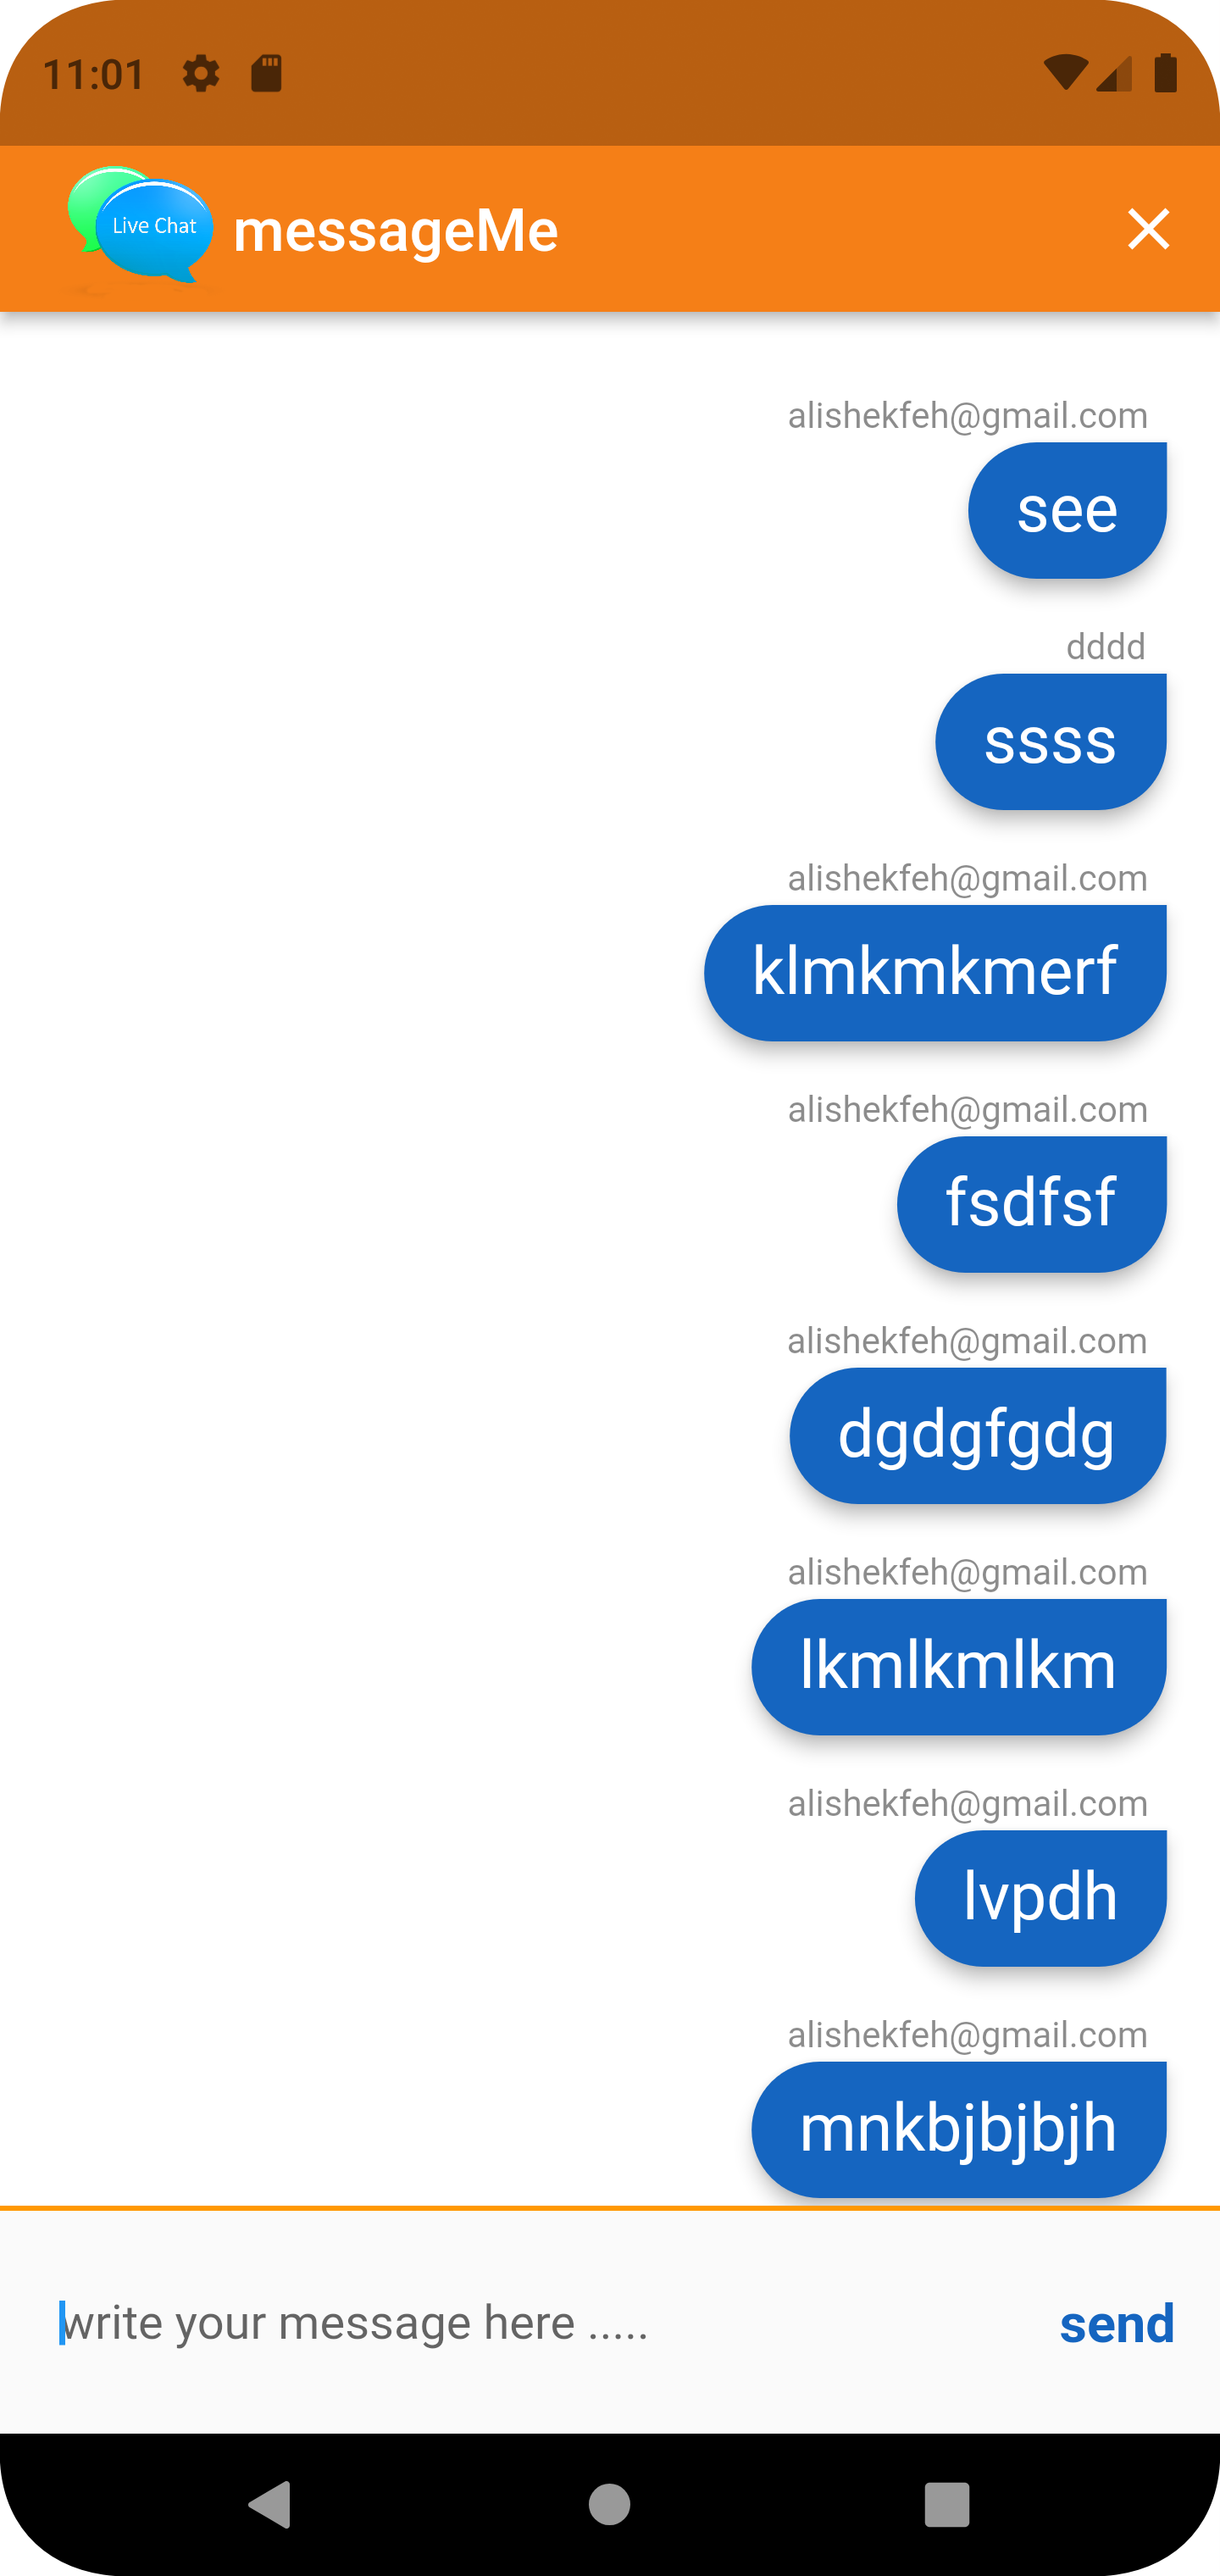 11:01
Live Chat
messageMe
alishekfeh@gmail.com
see
dddd
ssss
alishekfeh@gmail.com
klmkmkmerf
alishekfeh@gmail.com
fsdfsf
alishekfeh@gmail.com
dgdgfgdg
alishekfeh@gmail.com
lkmlkmlkm
alishekfeh@gmail.com
lvpdh
alishekfeh@gmail.com
mnkbjbjbjh
write your message here .....
send